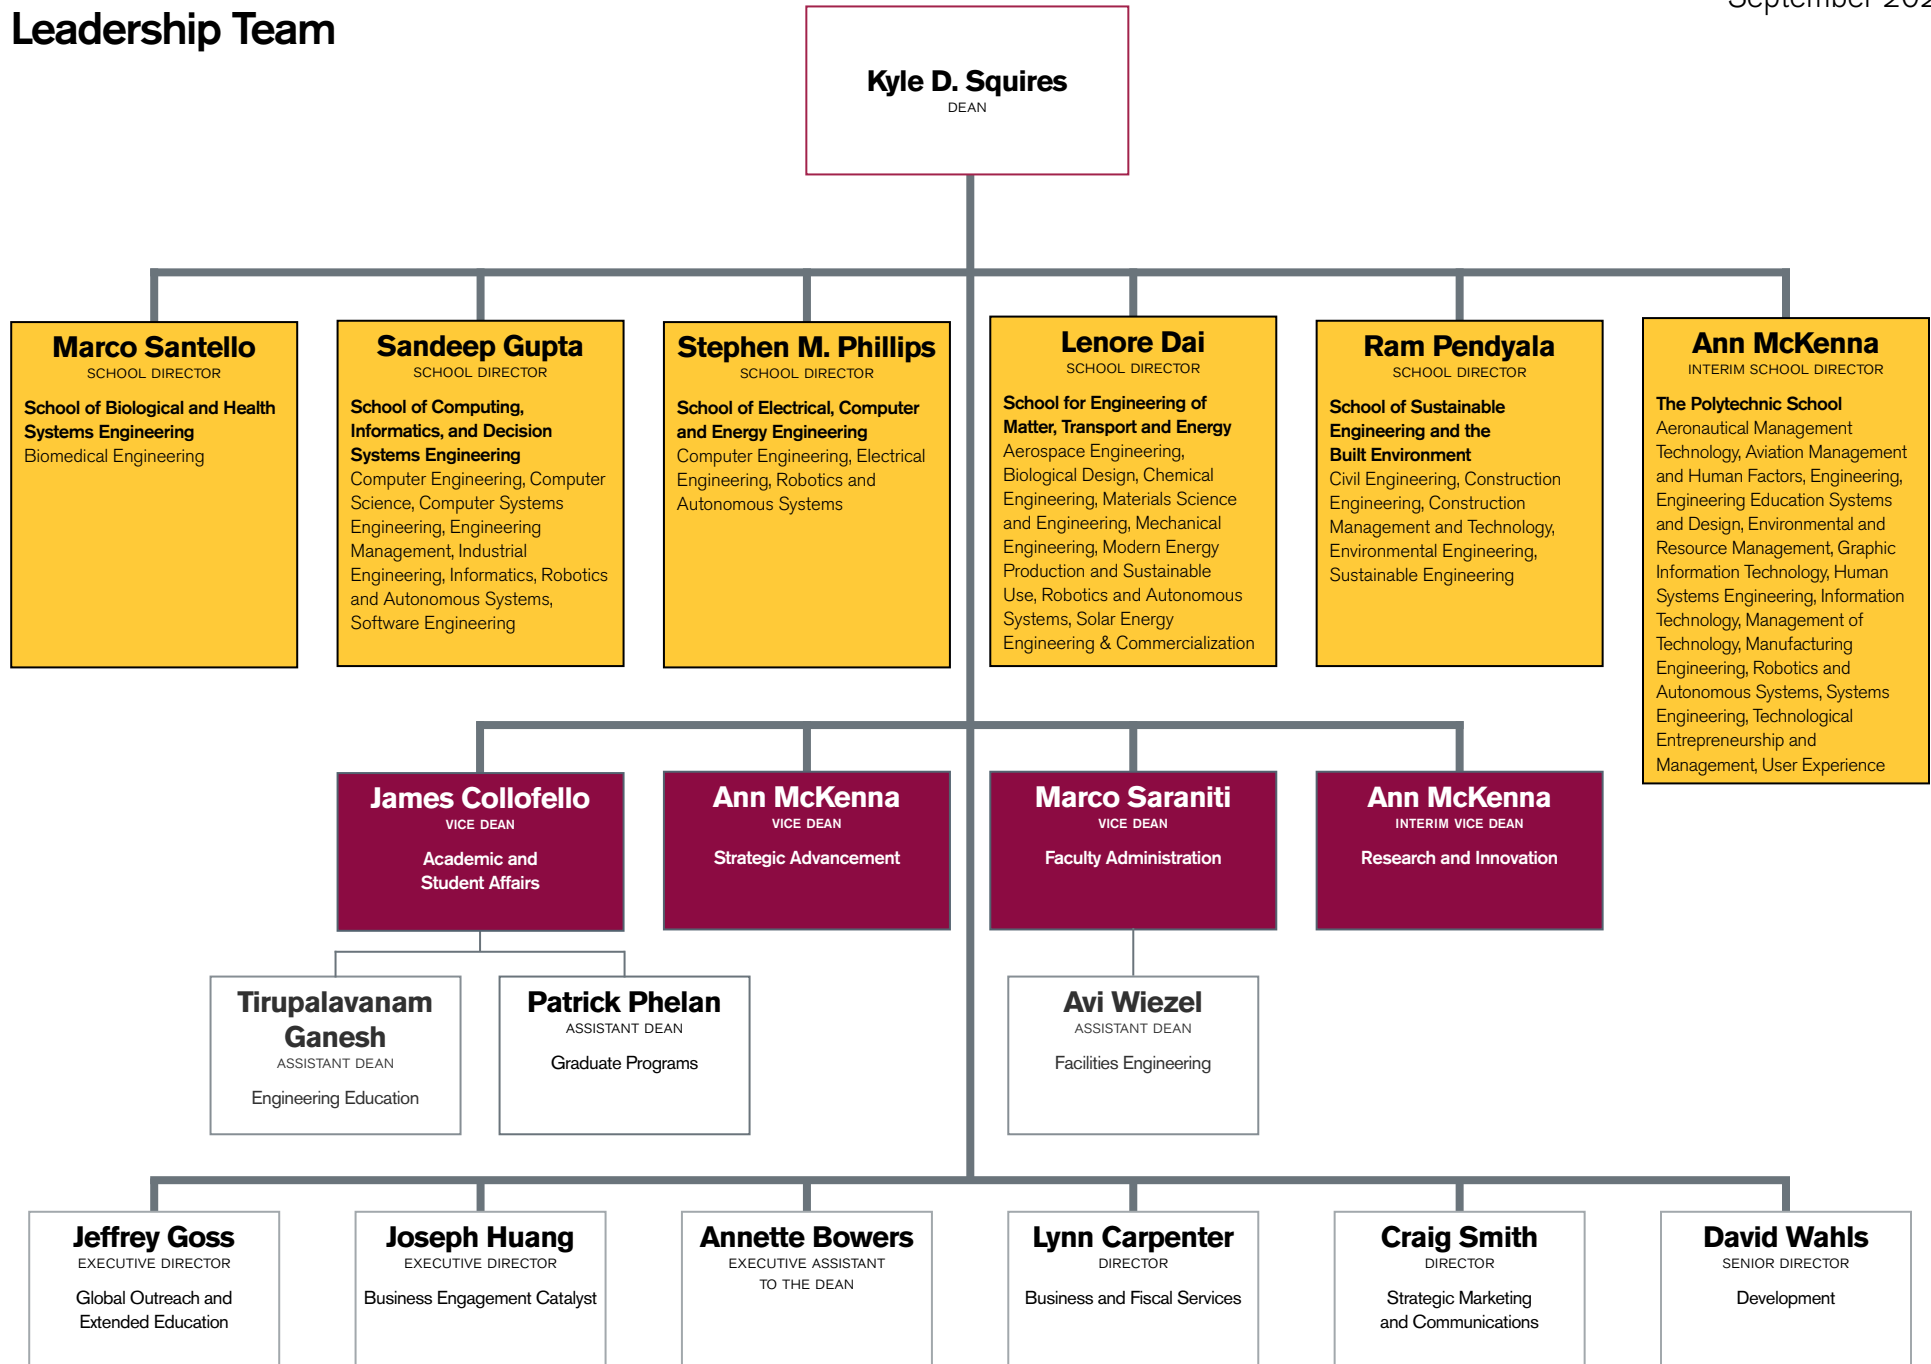 Leadership Team
September 202
Kyle D. Squires
DEAN
Marco Santello
SCHOOL DIRECTOR
School of Biological and Health
Systems Engineering
Biomedical Engineering
Sandeep Gupta
SCHOOL DIRECTOR
School of Computing,
Informatics, and Decision
Systems Engineering
Computer Engineering, Computer
Science, Computer Systems
Engineering, Engineering
Management, Industrial
Engineering, Informatics, Robotics
and Autonomous Systems,
Software Engineering
Stephen M. Phillips
SCHOOL DIRECTOR
School of Electrical, Computer
and Energy Engineering
Computer Engineering, Electrical
Engineering, Robotics and
Autonomous Systems
Lenore Dai
SCHOOL DIRECTOR
School for Engineering of
Matter, Transport and Energy
Aerospace Engineering,
Biological Design, Chemical
Engineering, Materials Science
and Engineering, Mechanical
Engineering, Modern Energy
Production and Sustainable
Use, Robotics and Autonomous
Systems, Solar Energy
Engineering & Commercialization
Ram Pendyala
SCHOOL DIRECTOR
School of Sustainable
Engineering and the
Built Environment
Civil Engineering, Construction
Engineering, Construction
Management and Technology,
Environmental Engineering,
Sustainable Engineering
Ann McKenna
INTERIM SCHOOL DIRECTOR
The Polytechnic School
Aeronautical Management
Technology, Aviation Management
and Human Factors, Engineering,
Engineering Education Systems
and Design, Environmental and
Resource Management, Graphic
Information Technology, Human
Systems Engineering, Information
Technology, Management of
Technology, Manufacturing
Engineering, Robotics and
Autonomous Systems, Systems
Engineering, Technological
Entrepreneurship and
Management, User Experience
James Collofello
VICE DEAN
Academic and
Student Affairs
Ann McKenna
VICE DEAN
Strategic Advancement
Marco Saraniti
VICE DEAN
Faculty Administration
Ann McKenna
INTERIM VICE DEAN
Research and Innovation
Tirupalavanam
Ganesh
ASSISTANT DEAN
Engineering Education
Patrick Phelan
ASSISTANT DEAN
Graduate Programs
Avi Wiezel
ASSISTANT DEAN
Facilities Engineering
Jeffrey Goss
EXECUTIVE DIRECTOR
Global Outreach and
Extended Education
Joseph Huang
EXECUTIVE DIRECTOR
Business Engagement Catalyst
Annette Bowers
EXECUTIVE ASSISTANT
TO THE DEAN
Lynn Carpenter
DIRECTOR
Business and Fiscal Services
Craig Smith
DIRECTOR
Strategic Marketing
and Communications
David Wahls
SENIOR DIRECTOR
Development